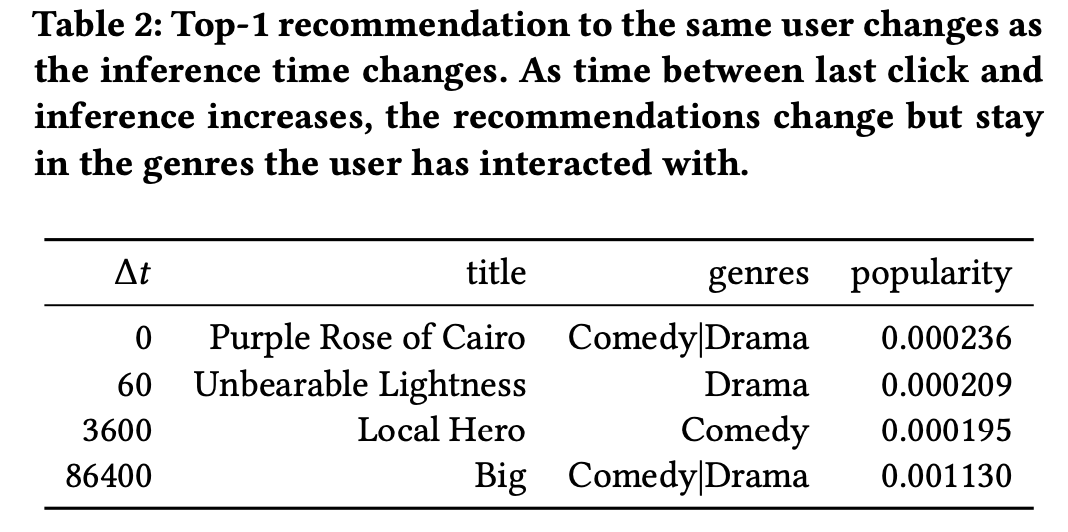 Table 2: Top-1 recommendation to the same user changes as
the inference time changes. As time between last click and
inference increases, the recommendations change but stay
in the genres the user has interacted with.
Δt title genres popularity
0 Purple Rose of Cairo Comedy|Drama 0.000236
60 Unbearable Lightness Drama 0.000209
3600 Local Hero Comedy 0.000195
86400 Big Comedy|Drama 0.001130